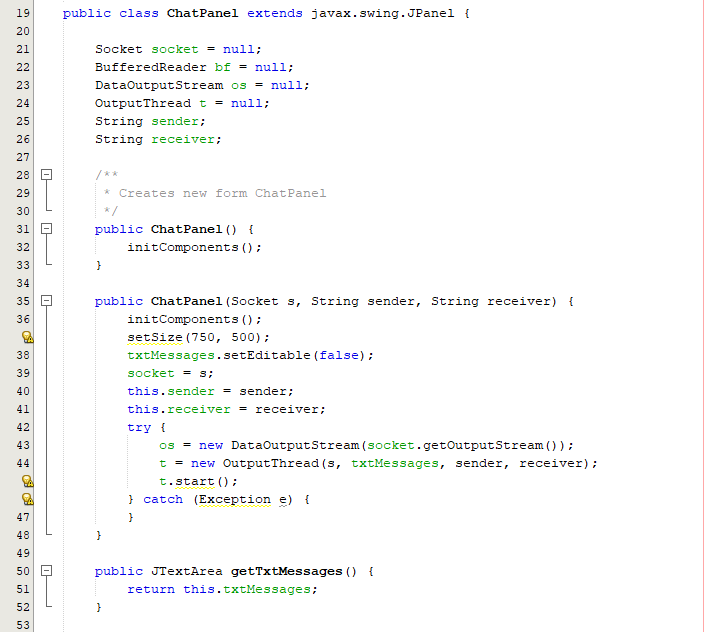 19 public class ChatPanel extends javax.swing.JPanel {
20
21     Socket socket = null;
22     BufferedReader bf = null;
23     DataOutputStream os = null;
24     OutputThread t = null;
25     String sender;
26     String receiver;
27
28     /**
29      * Creates new form ChatPanel
30      */
31     public ChatPanel() {
32         initComponents();
33     }
34
35     public ChatPanel(Socket s, String sender, String receiver) {
36         initComponents();
        setSize(750, 500);
38         txtMessages.setEditable(false);
39         socket = s;
40         this.sender = sender;
41         this.receiver = receiver;
42         try {
43             os = new DataOutputStream(socket.getOutputStream());
44             t = new OutputThread(s, txtMessages, sender, receiver);
            t.start();
        } catch (Exception e) {
47         }
48     }
49
50     public JTextArea getTxtMessages() {
51         return this.txtMessages;
52     }
53